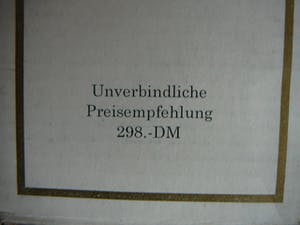 Unverbindliche
Preisempfehlung
298.-DM